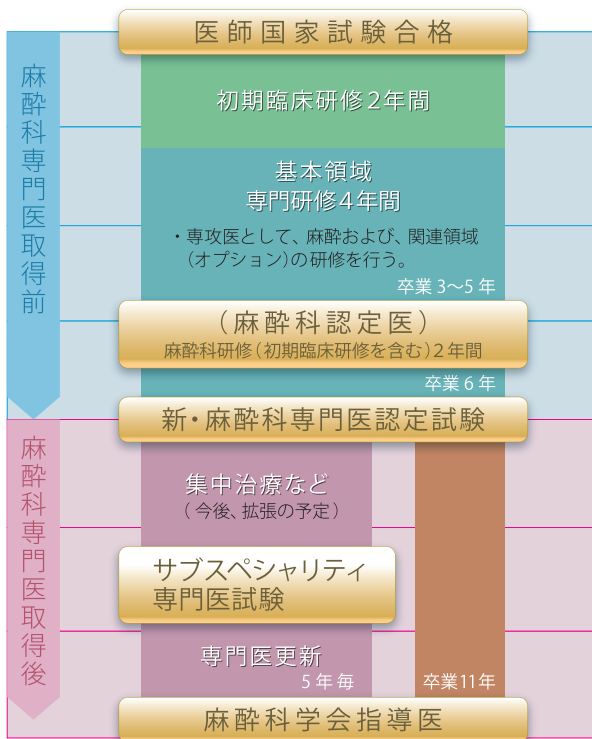 医師国家試験合格
麻酔科専門医取得前
初期臨床研修2年間
基本領域
専門研修4年間
・専攻医として、麻酔および、関連領域
(オプション)の研修を行う。
卒業3〜5年
(麻酔科認定医)
麻酔科研修(初期臨床研修を含む)2年間
卒業6年
新・麻酔科専門医認定試験
麻酔科専門医取得後
集中治療など
(今後、拡張の予定)
サブスペシャリティ
専門医試験
専門医更新
5年毎
卒業11年
麻酔科学会指導医